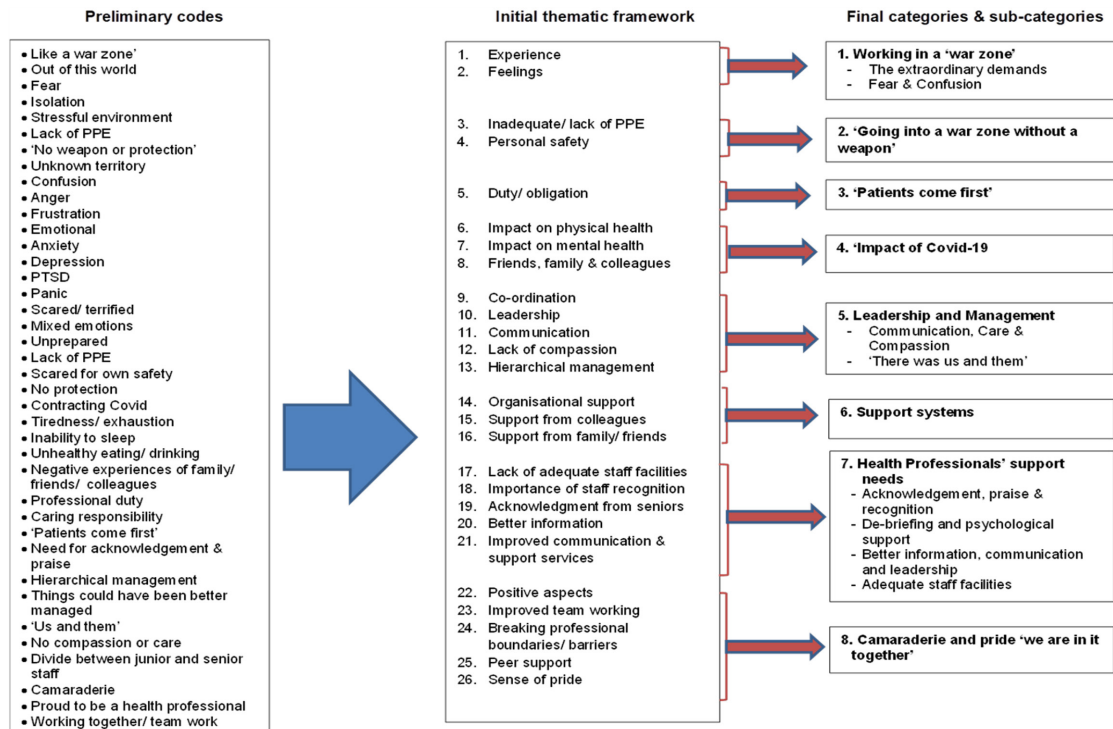 Preliminary codes
• Like a war zone’
• Out of this world
• Fear
• Isolation
• Stressful environment
• Lack of PPE
• ‘No weapon or protection’
• Unknown territory
• Confusion
• Anger
• Frustration
• Emotional
• Anxiety
• Depression
• PTSD
• Panic
• Scared/ terrified
• Mixed emotions
• Unprepared
• Lack of PPE
• Scared for own safety
• No protection
• Contracting Covid
• Tiredness/ exhaustion
• Inability to sleep
• Unhealthy eating/ drinking
• Negative experiences of family/
friends/ colleagues
• Professional duty
• Caring responsibility
• ‘Patients come first’
• Need for acknowledgement &
praise
• Hierarchical management
• Things could have been better
managed
• ‘Us and them’
• No compassion or care
• Divide between junior and senior
staff
• Camaraderie
• Proud to be a health professional
• Working together/ team work
Initial thematic framework
1. Experience
2. Feelings
3. Inadequate/ lack of PPE
4. Personal safety
5. Duty/ obligation
6. Impact on physical health
7. Impact on mental health
8. Friends, family & colleagues
9. Co-ordination
10. Leadership
11. Communication
12. Lack of compassion
13. Hierarchical management
14. Organisational support
15. Support from colleagues
16. Support from family/ friends
17. Lack of adequate staff facilities
18. Importance of staff recognition
19. Acknowledgment from seniors
20. Better information
21. Improved communication &
support services
22. Positive aspects
23. Improved team working
24. Breaking professional
boundaries/ barriers
25. Peer support
26. Sense of pride
Final categories & sub-categories
1. Working in a ‘war zone’
- The extraordinary demands
- Fear & Confusion
2. ‘Going into a war zone without a
weapon’
3. ‘Patients come first’
4. ‘Impact of Covid-19
5. Leadership and Management
- Communication, Care &
Compassion
- ‘There was us and them’
6. Support systems
7. Health Professionals’ support
needs
- Acknowledgement, praise &
recognition
- De-briefing and psychological
support
- Better information, communication
and leadership
- Adequate staff facilities
8. Camaraderie and pride ‘we are in it
together’